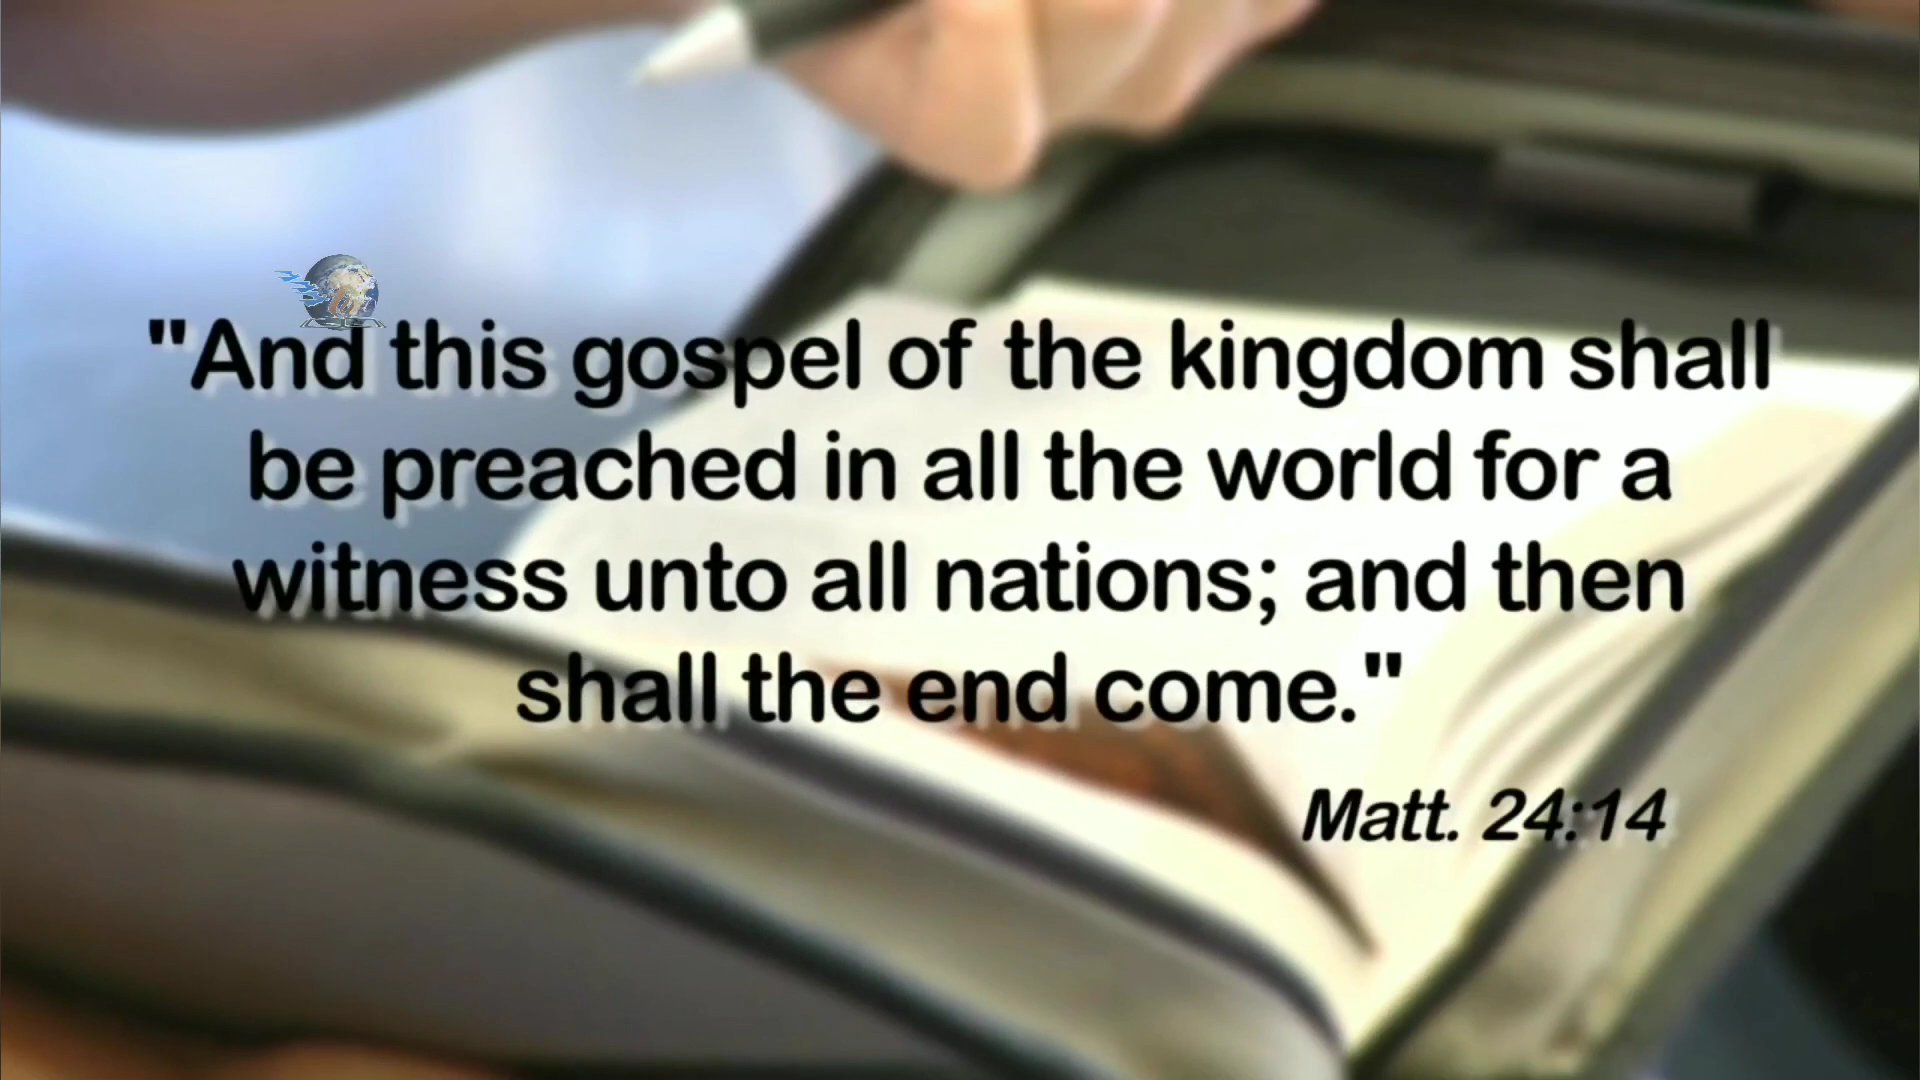 "And this gospel of the kingdom shall
be preached in all the world for a
witness unto all nations; and then
shall the end come."
Matt. 24:14